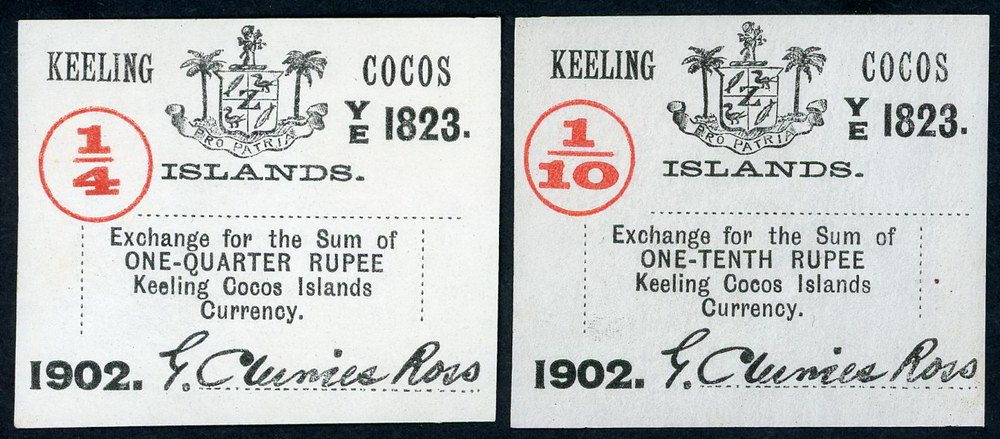 KEELING COCOS
Z
PRO PATRIA
YE 1823.
1/4
ISLANDS.
Exchange for the Sum of
ONE-QUARTER RUPEE
Keeling Cocos Islands
Currency.
1902. G. Clunies Ross
KEELING COCOS
Z
PRO PATRIA
YE 1823.
1/10
ISLANDS.
Exchange for the Sum of
ONE-TENTH RUPEE
Keeling Cocos Islands
Currency.
1902. G. Clunies Ross